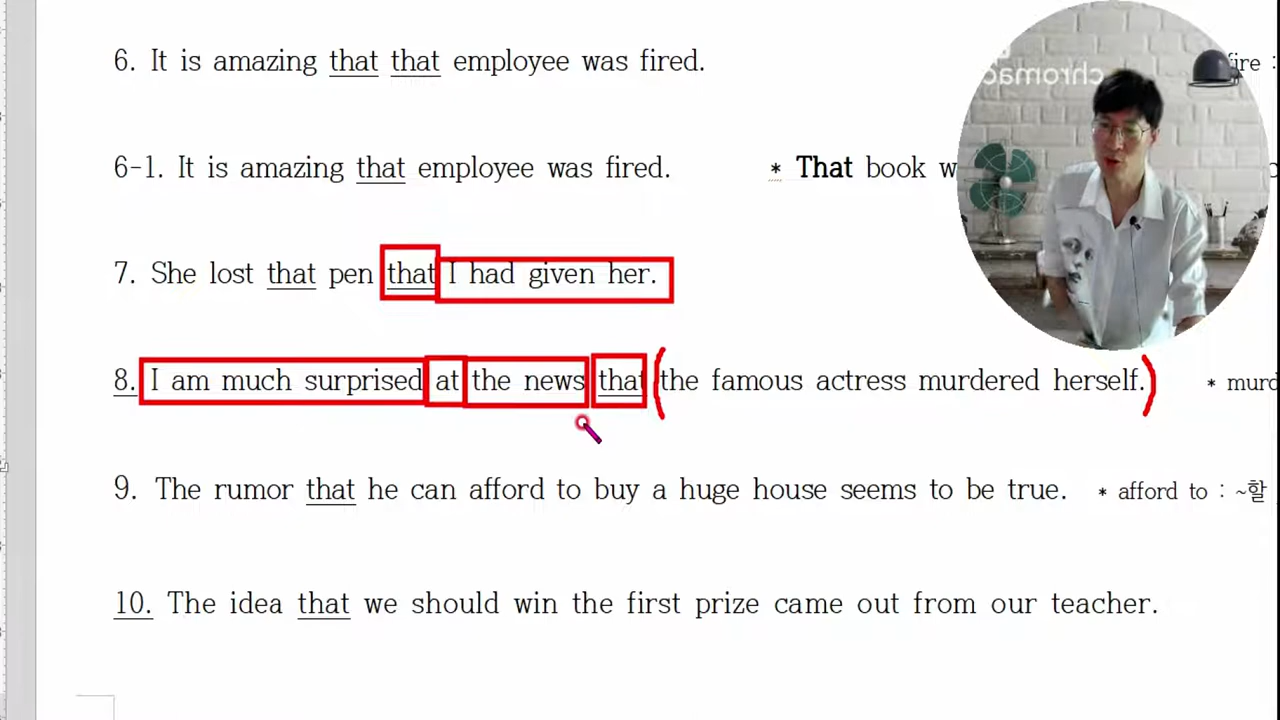 6. It is amazing that that employee was fired.
fire :
6-1. It is amazing that employee was fired. * That book
7. She lost that pen that I had given her.
8. I am much surprised at the news that (the famous actress murdered herself.)
9. The rumor that he can afford to buy a huge house seems to be true. * afford to : ~할
10. The idea that we should win the first prize came out from our teacher.